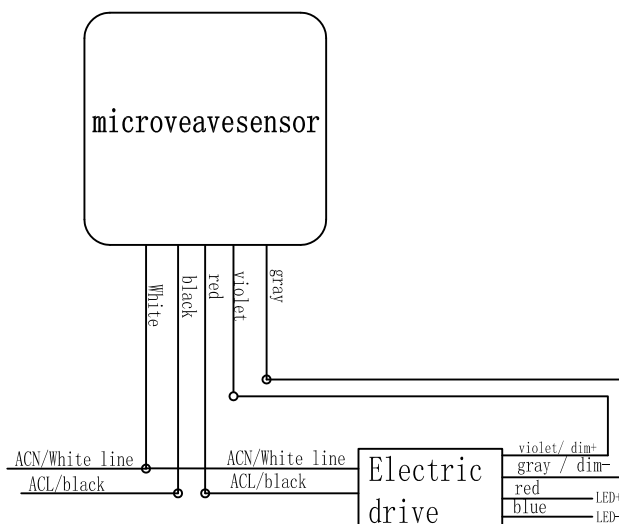 microveavesensor
White
black
red
violet
gray
ACN/White line
ACN/White line
ACL/black
ACL/black
Electric
drive
violet/ dim+
gray / dim-
red
LED+
blue
LED-